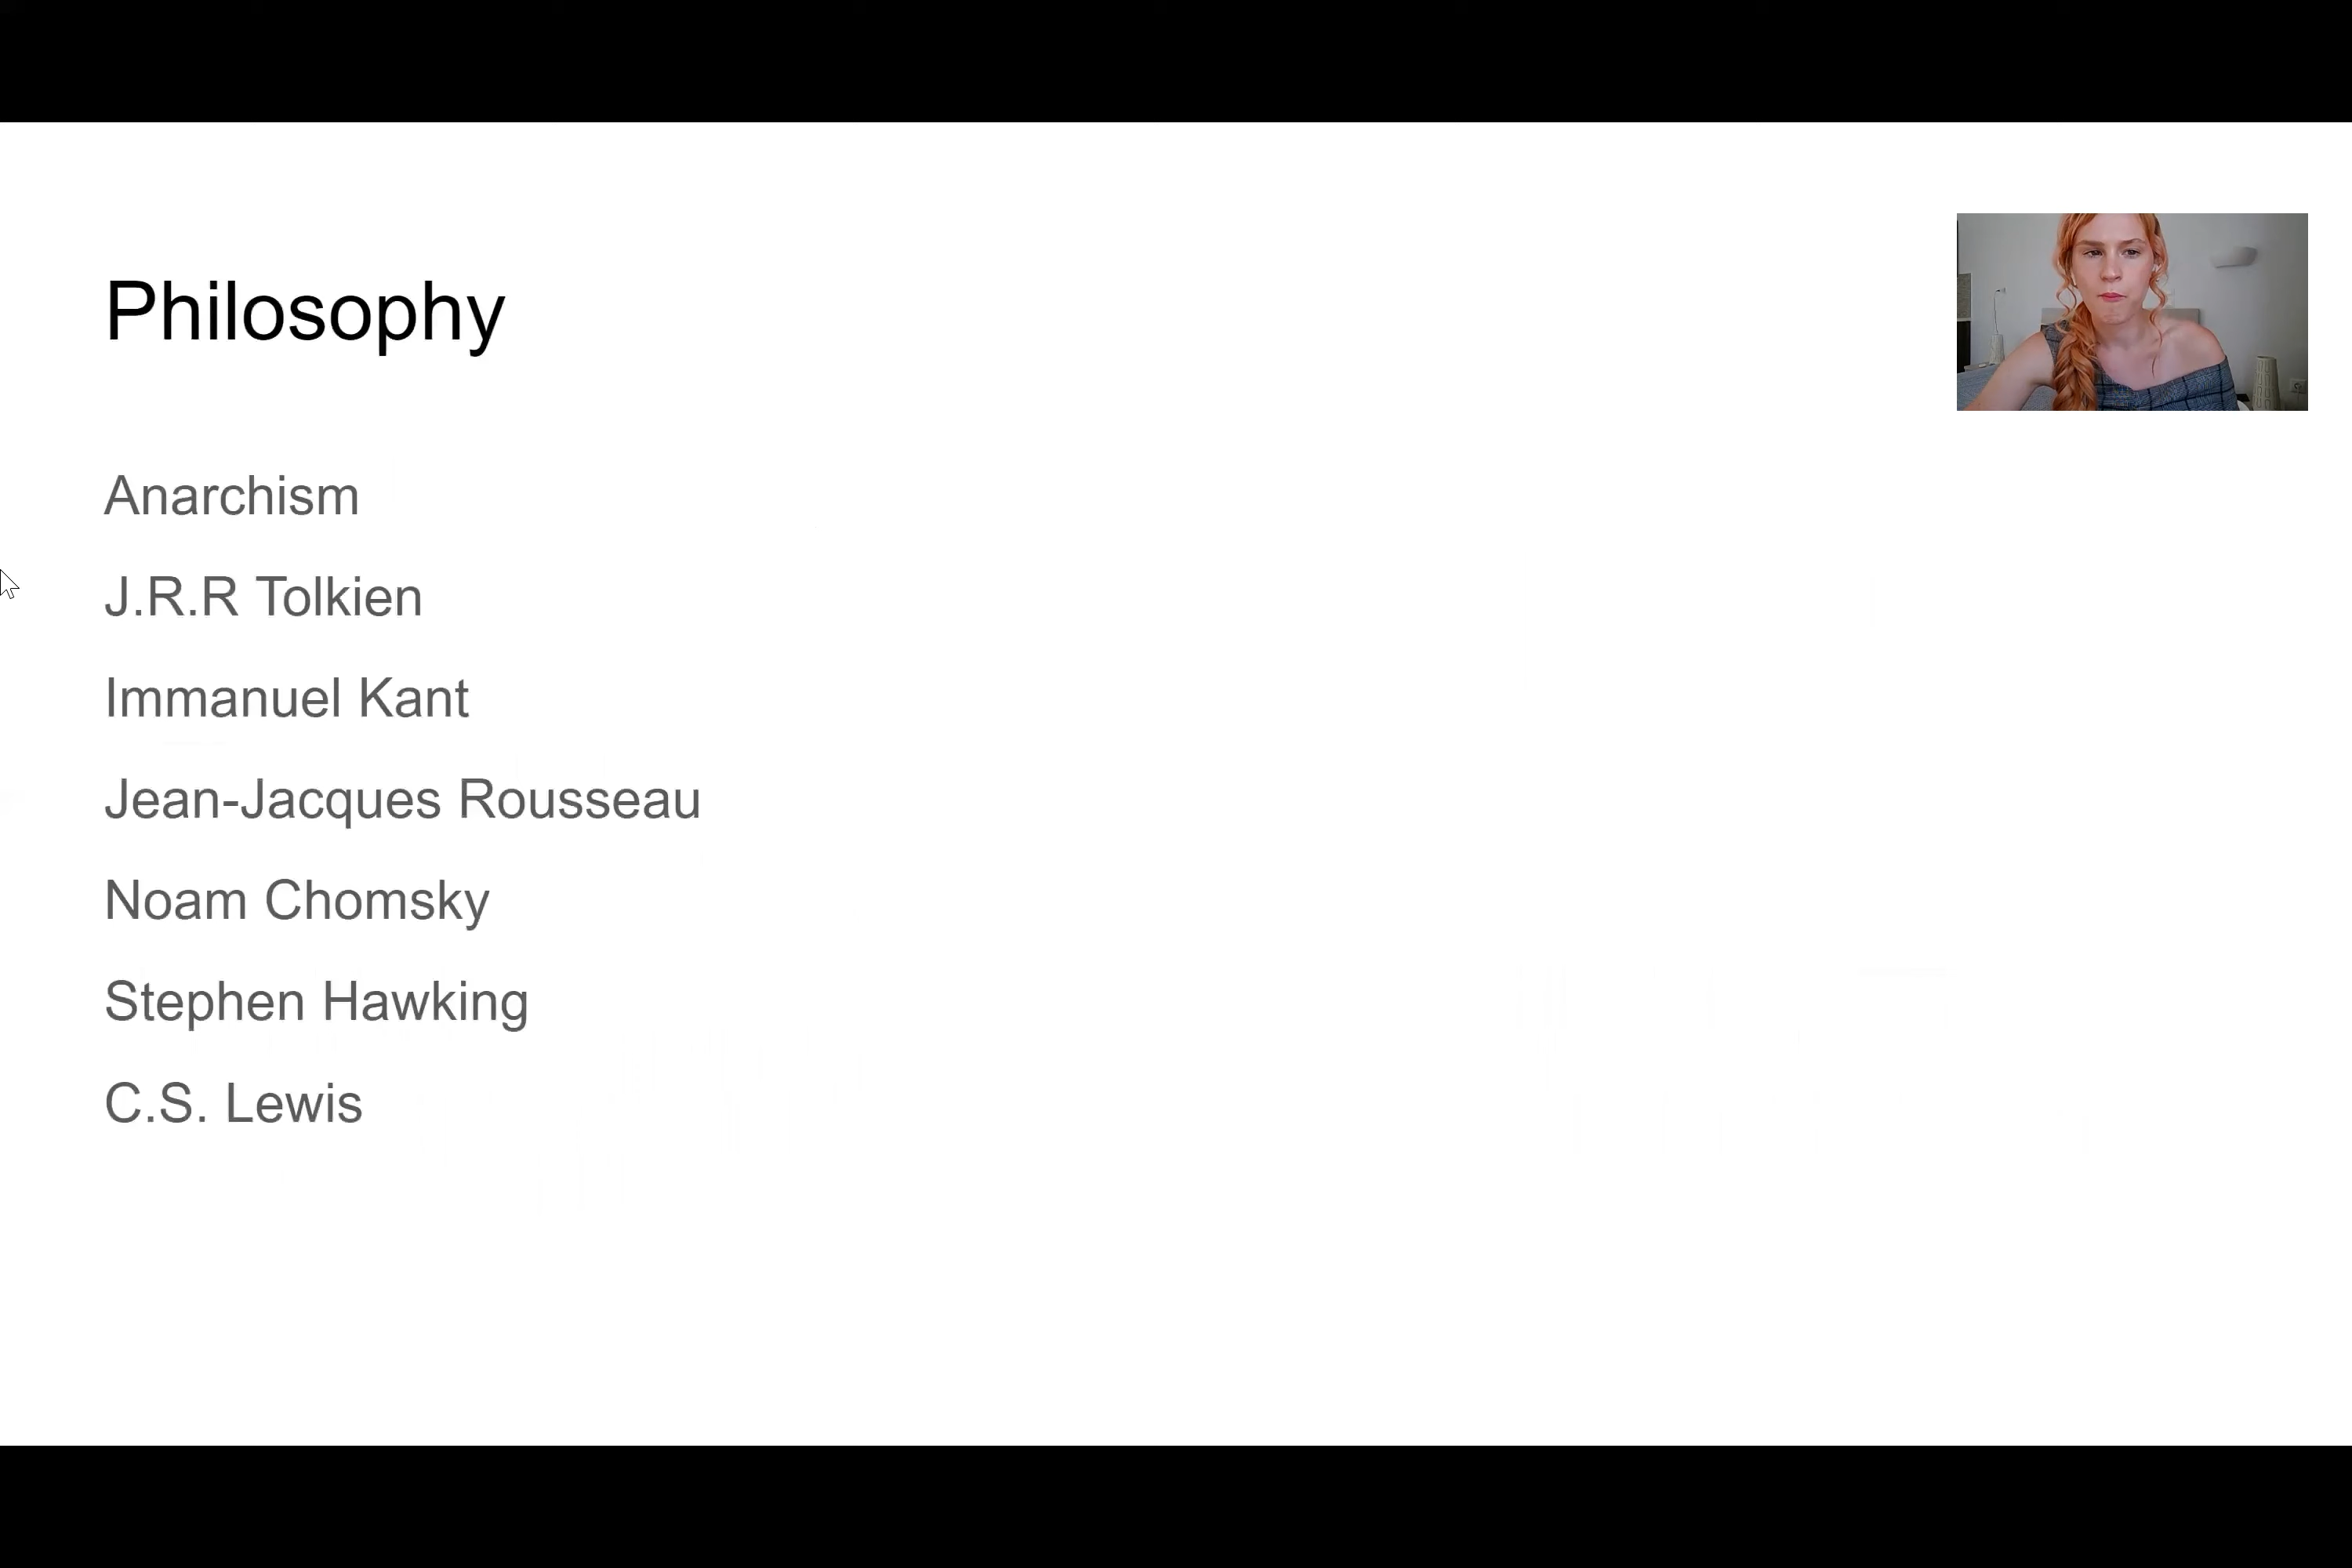 Philosophy
Anarchism
J.R.R Tolkien
Immanuel Kant
Jean-Jacques Rousseau
Noam Chomsky
Stephen Hawking
C.S. Lewis